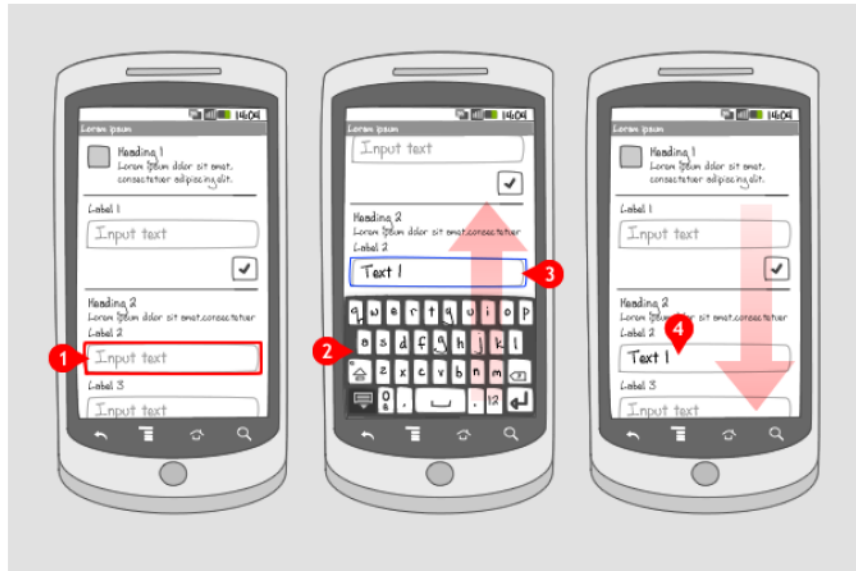 14:04
Lorem ipsum
Heading 1
Lorem ipsum dolor sit amet,
consectetuer adipiscing elit.
Label 1
Input text
Heading 2
Lorem ipsum dolor sit amet,consectetuer
Label 2
1
Input text
Label 3
Input text
14:04
Lorem ipsum
Input text
Heading 2
Lorem ipsum dolor sit amet,consectetuer
Label 2
Text 1
3
q w e r t q u i o p
2
a s d f g h j k l
z x c v b n m
0 , . 12
14:04
Lorem ipsum
Heading 1
Lorem ipsum dolor sit amet,
consectetuer adipiscing elit.
Label 1
Input text
Heading 2
Lorem ipsum dolor sit amet,consectetuer
4
Label 2
Text 1
Label 3
Input text